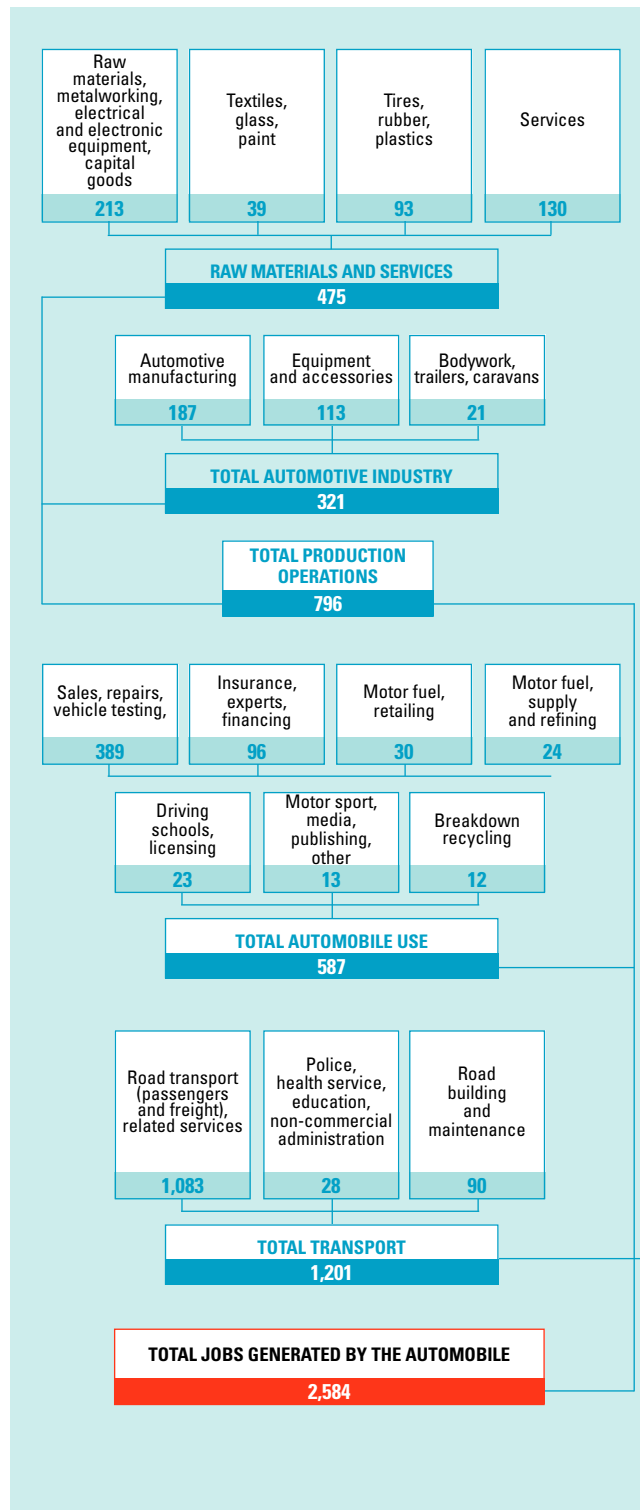 Raw
materials,
metalworking,
electrical
and electronic
equipment,
capital
goods
213
Textiles,
glass,
paint
39
Tires,
rubber,
plastics
93
Services
130
RAW MATERIALS AND SERVICES
475
Automotive
manufacturing
187
Equipment
and accessories
113
Bodywork,
trailers, caravans
21
TOTAL AUTOMOTIVE INDUSTRY
321
TOTAL PRODUCTION
OPERATIONS
796
Sales, repairs,
vehicle testing,
389
Insurance,
experts,
financing
96
Motor fuel,
retailing
30
Motor fuel,
supply
and refining
24
Driving
schools,
licensing
23
Motor sport,
media,
publishing,
other
13
Breakdown
recycling
12
TOTAL AUTOMOBILE USE
587
Road transport
(passengers
and freight),
related services
1,083
Police,
health service,
education,
non-commercial
administration
28
Road
building
and
maintenance
90
TOTAL TRANSPORT
1,201
TOTAL JOBS GENERATED BY THE AUTOMOBILE
2,584